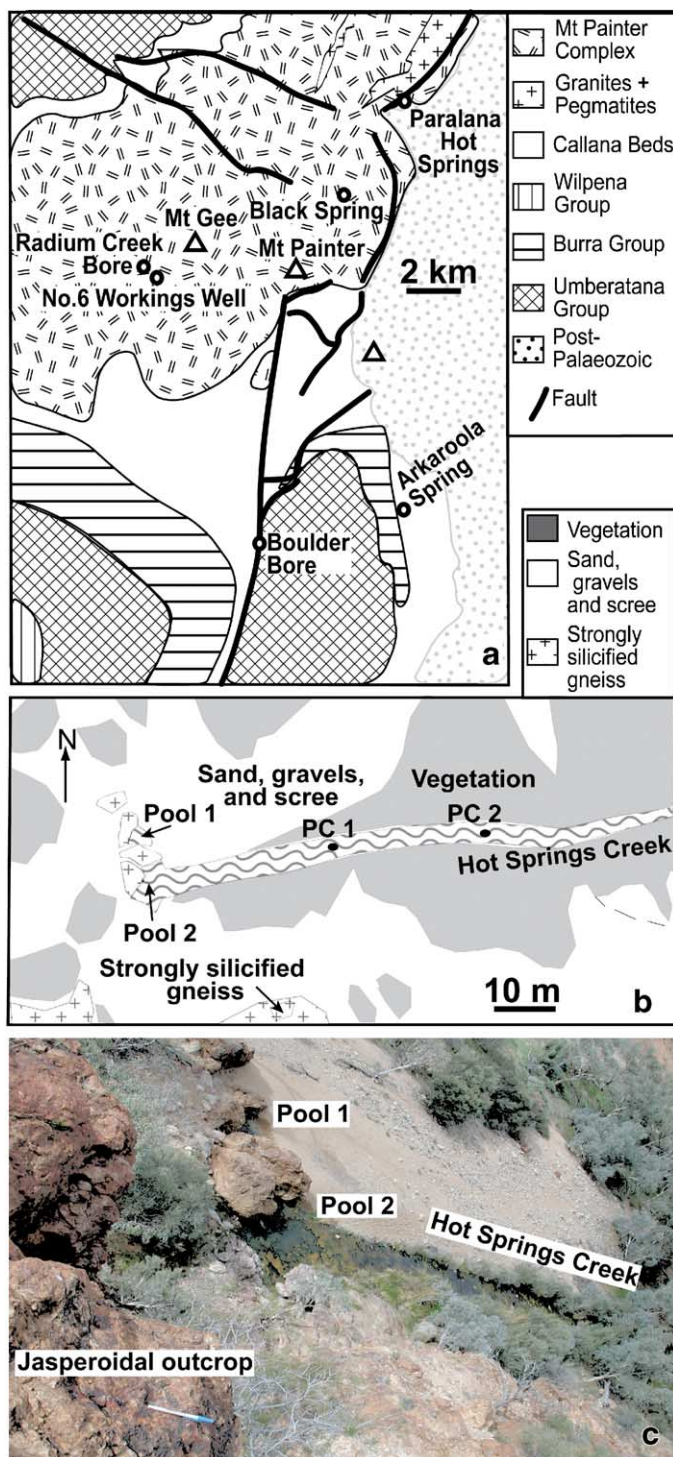 Paralana
Hot
Springs
Black Spring
Mt Gee
Radium Creek
Bore
Mt Painter
No.6 Workings Well
2 km
Arkaroola
Spring
Boulder
Bore
a
Mt Painter
Complex
Granites +
Pegmatites
Callana Beds
Wilpena
Group
Burra Group
Umberatana
Group
Post-
Palaeozoic
Fault
Vegetation
Sand,
gravels
and scree
Strongly
silicified
gneiss
N
Pool 1
Sand, gravels,
and scree
PC 1
Vegetation
PC 2
Hot Springs Creek
Pool 2
Strongly silicified
gneiss
10 m
b
Pool 1
Pool 2
Hot Springs Creek
Jasperoidal outcrop
c